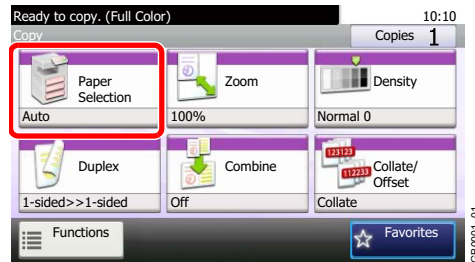 Ready to copy. (Full Color)
10:10
Copy
Copies 1
Paper
Selection
Auto
Zoom
100%
Density
Normal 0
Duplex
1-sided>>1-sided
Combine
Off
123123
112233
Collate/
Offset
Collate
Functions
Favorites